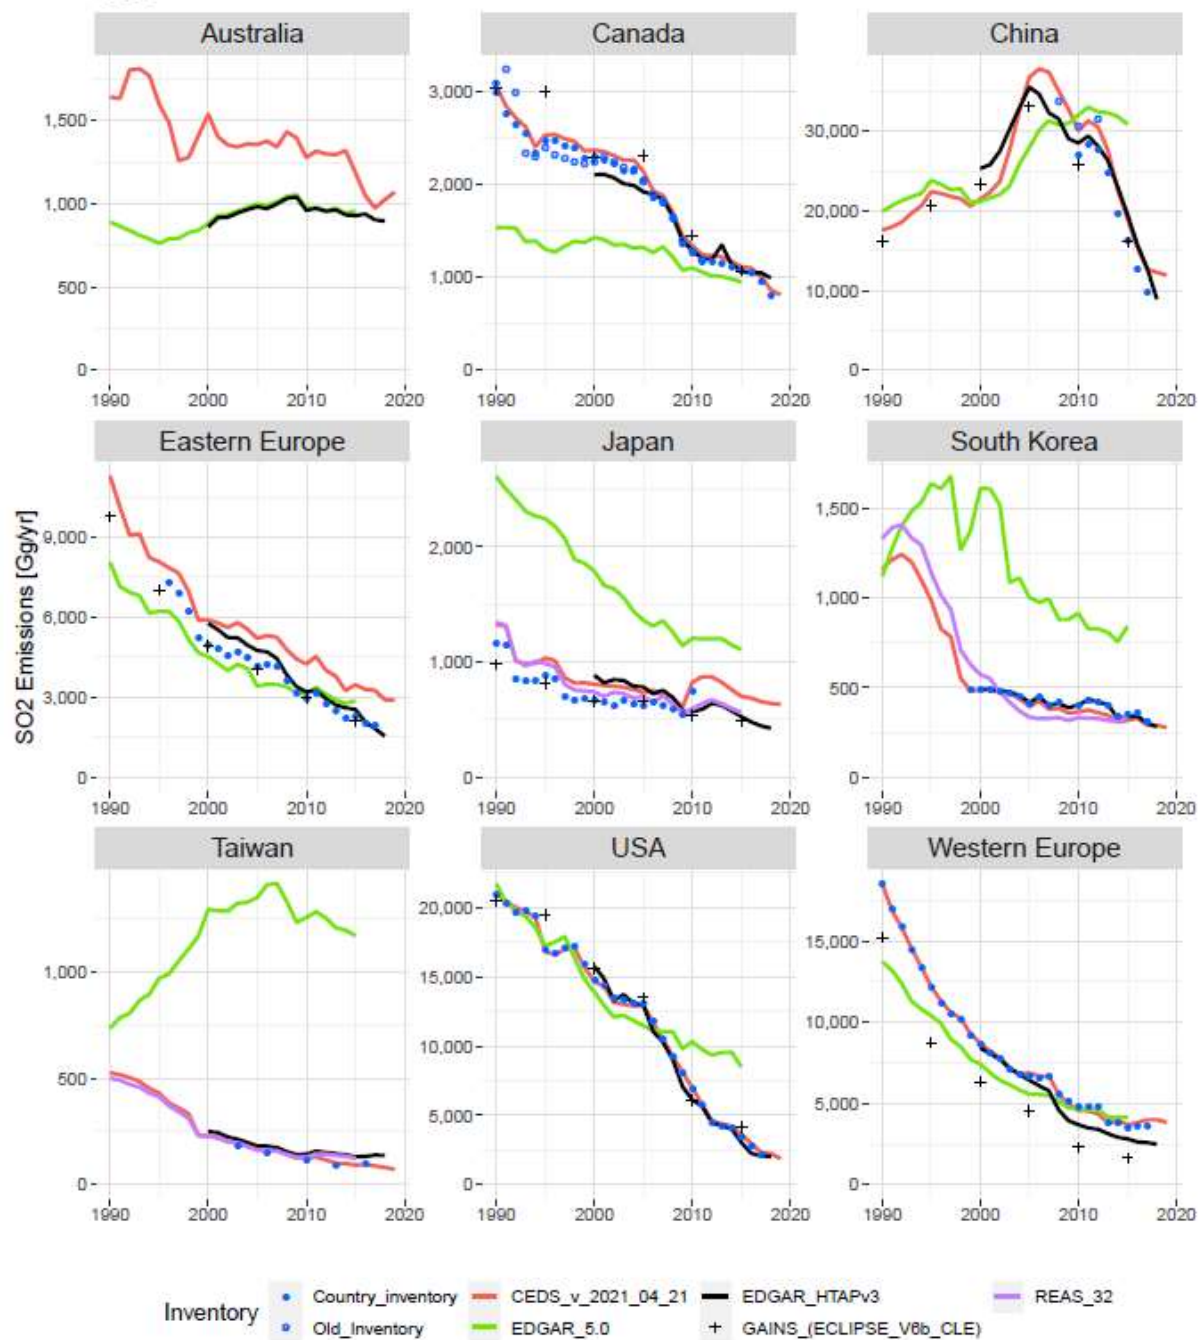 Australia Canada China
1,500 3,000 30,000
1,000 2,000 20,000
500 1,000 10,000
0 0 0
1990 2000 2010 2020 1990 2000 2010 2020 1990 2000 2010 2020
Eastern Europe Japan South Korea
SO2 Emissions [Gg/yr]
9,000 2,000 1,500
6,000 1,000 1,000
3,000 500
0 0 0
1990 2000 2010 2020 1990 2000 2010 2020 1990 2000 2010 2020
Taiwan USA Western Europe
1,000 20,000 15,000
500 15,000 10,000
10,000 5,000
5,000
0 0 0
1990 2000 2010 2020 1990 2000 2010 2020 1990 2000 2010 2020
Inventory
Country_inventory CEDS_v_2021_04_21 EDGAR_HTAPv3 REAS_32
Old_Inventory EDGAR_5.0 GAINS_(ECLIPSE_V6b_CLE)